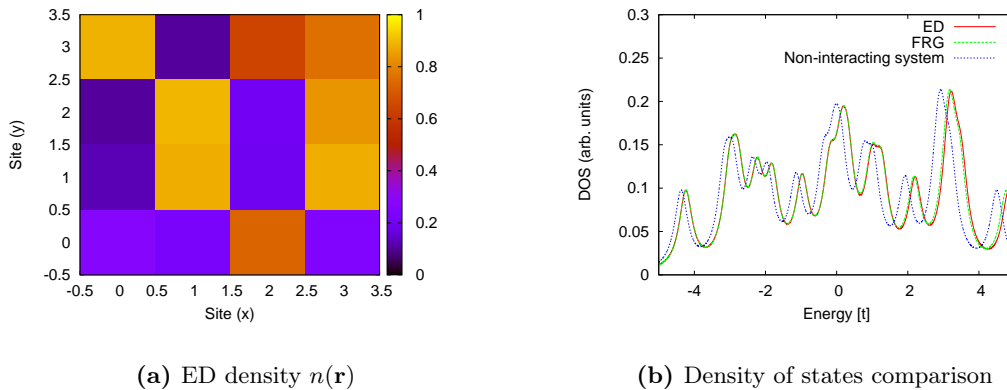 3.5
3
2.5
2
1.5
1
0.5
0
-0.5
Site (y)
-0.5 0 0.5 1 1.5 2 2.5 3 3.5
Site (x)
1
0.8
0.6
0.4
0.2
0
(a) ED density n(r)
ED
FRG
Non-interacting system
0.3
0.25
0.2
0.15
0.1
0.05
0
DOS (arb. units)
-4 -2 0 2 4
Energy [t]
(b) Density of states comparison